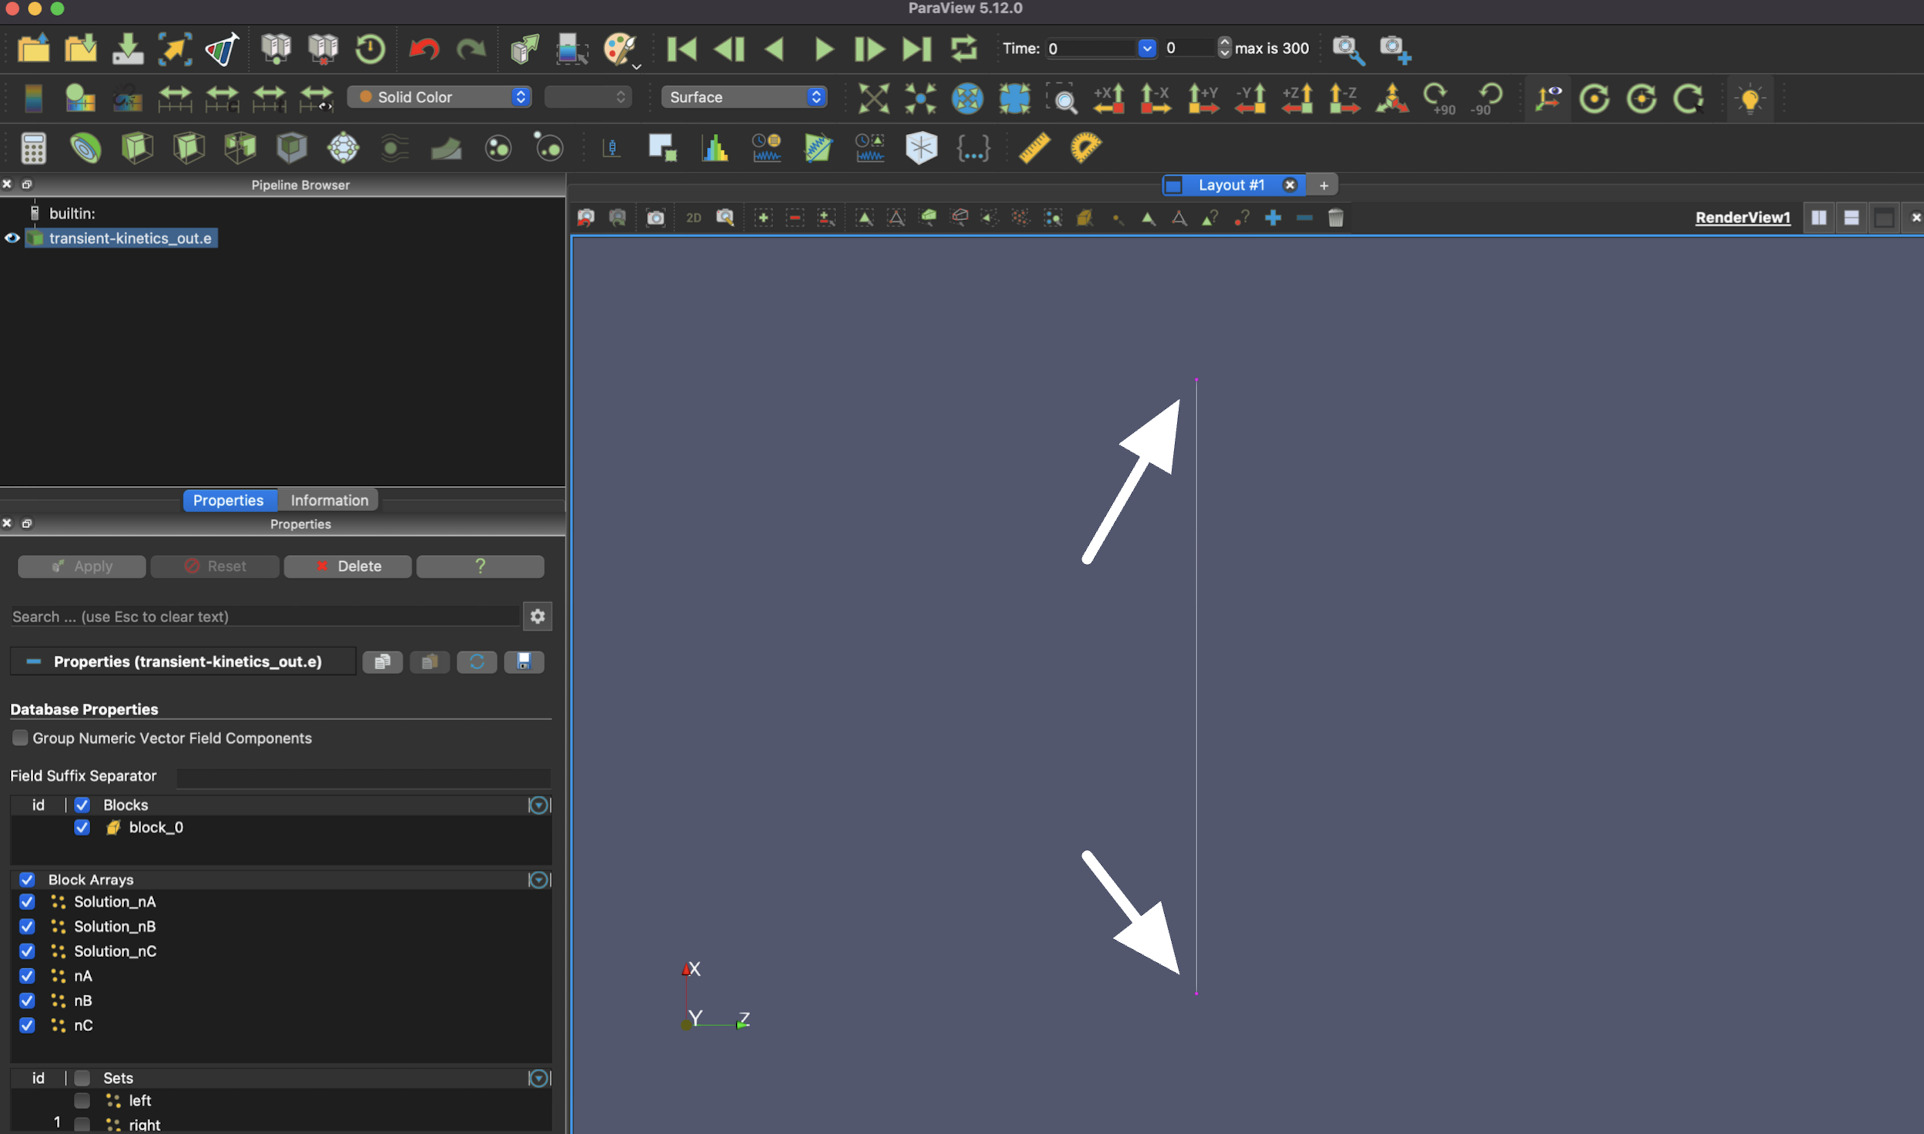 ParaView 5.12.0
Time: 0 0 max is 300
Solid Color Surface +X -X +Y -Y +Z -Z +90 -90
{...}
Pipeline Browser
Layout #1 +
builtin:
2D RenderView1
transient-kinetics_out.e
Properties Information
Properties
Apply Reset Delete ?
Search ... (use Esc to clear text)
Properties (transient-kinetics_out.e)
Database Properties
Group Numeric Vector Field Components
Field Suffix Separator
id Blocks
block_0
Block Arrays
Solution_nA
Solution_nB
Solution_nC
nA
nB
nC
id Sets
left
1 right
X
Y Z